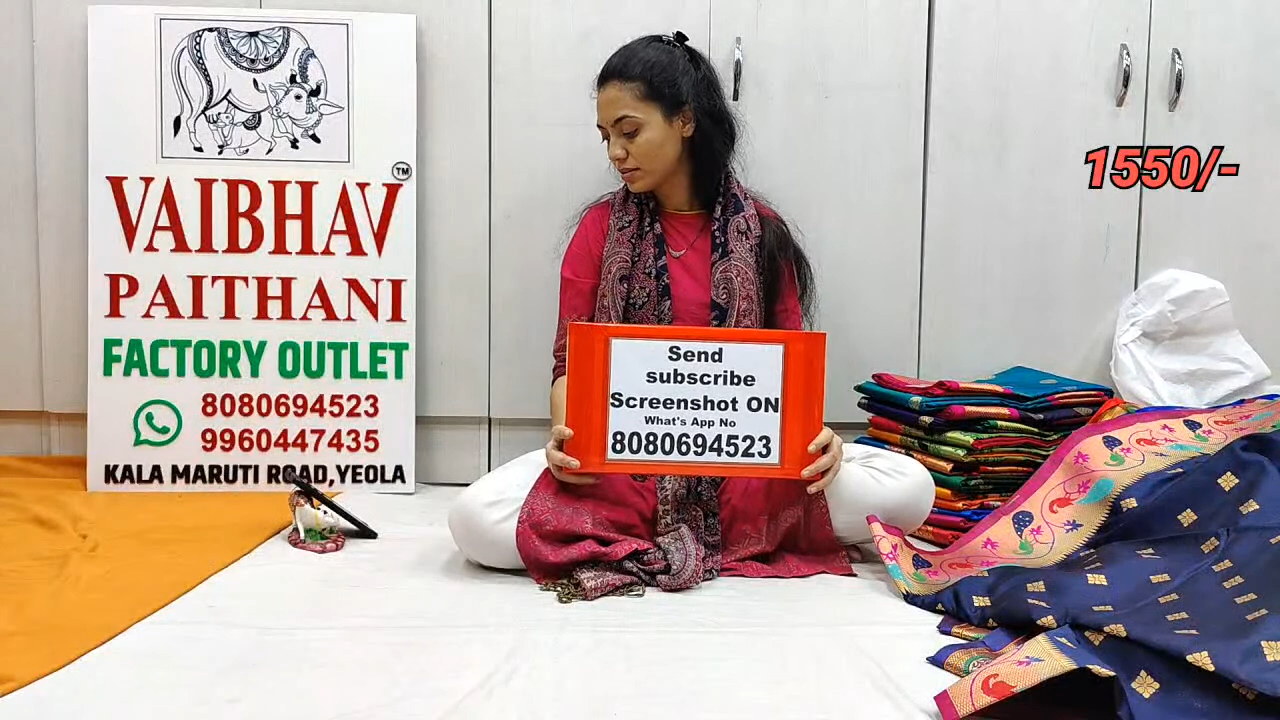 VAIBHAV
TM
PAITHANI
FACTORY OUTLET
8080694523
9960447435
KALA MARUTI ROAD,YEOLA
Send
subscribe
Screenshot ON
What's App No
8080694523
1550/-